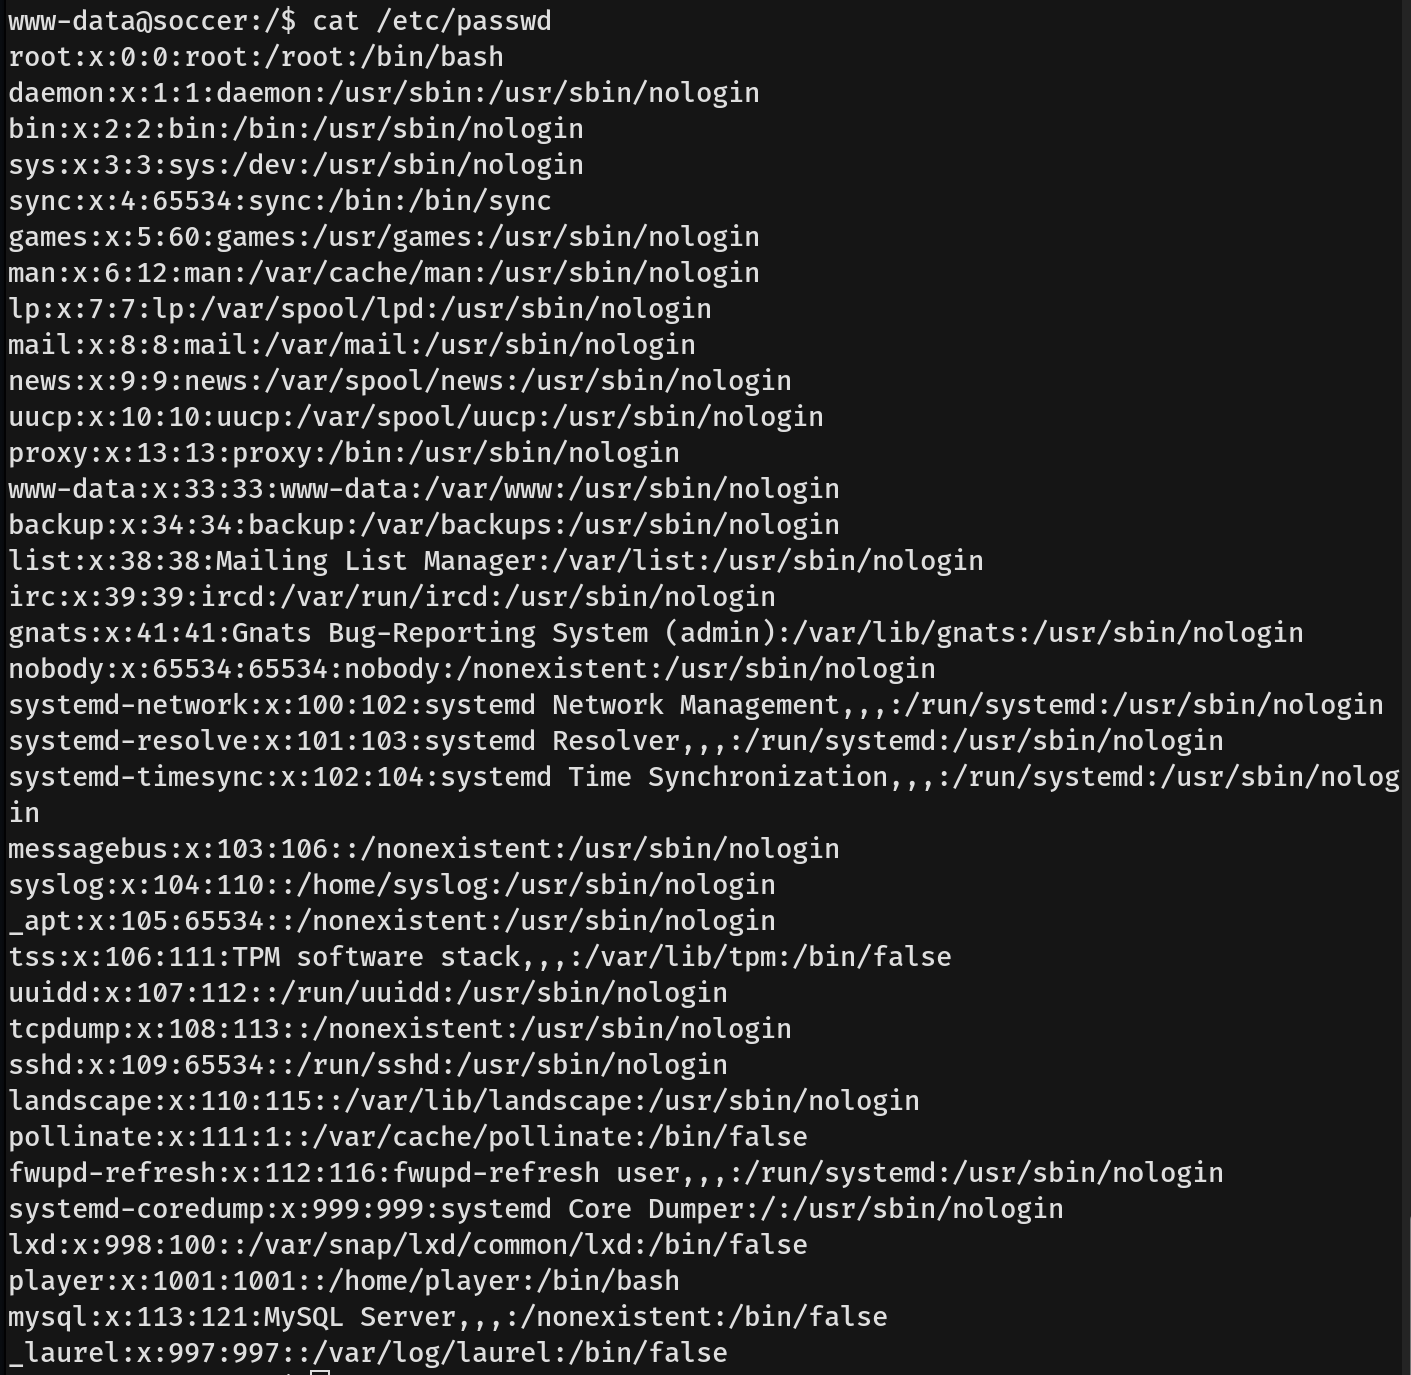 www-data@soccer:/$ cat /etc/passwd
root:x:0:0:root:/root:/bin/bash
daemon:x:1:1:daemon:/usr/sbin:/usr/sbin/nologin
bin:x:2:2:bin:/bin:/usr/sbin/nologin
sys:x:3:3:sys:/dev:/usr/sbin/nologin
sync:x:4:65534:sync:/bin:/bin/sync
games:x:5:60:games:/usr/games:/usr/sbin/nologin
man:x:6:12:man:/var/cache/man:/usr/sbin/nologin
lp:x:7:7:lp:/var/spool/lpd:/usr/sbin/nologin
mail:x:8:8:mail:/var/mail:/usr/sbin/nologin
news:x:9:9:news:/var/spool/news:/usr/sbin/nologin
uucp:x:10:10:uucp:/var/spool/uucp:/usr/sbin/nologin
proxy:x:13:13:proxy:/bin:/usr/sbin/nologin
www-data:x:33:33:www-data:/var/www:/usr/sbin/nologin
backup:x:34:34:backup:/var/backups:/usr/sbin/nologin
list:x:38:38:Mailing List Manager:/var/list:/usr/sbin/nologin
irc:x:39:39:ircd:/var/run/ircd:/usr/sbin/nologin
gnats:x:41:41:Gnats Bug-Reporting System (admin):/var/lib/gnats:/usr/sbin/nologin
nobody:x:65534:65534:nobody:/nonexistent:/usr/sbin/nologin
systemd-network:x:100:102:systemd Network Management,,,:/run/systemd:/usr/sbin/nologin
systemd-resolve:x:101:103:systemd Resolver,,,:/run/systemd:/usr/sbin/nologin
systemd-timesync:x:102:104:systemd Time Synchronization,,,:/run/systemd:/usr/sbin/nolog
in
messagebus:x:103:106::/nonexistent:/usr/sbin/nologin
syslog:x:104:110::/home/syslog:/usr/sbin/nologin
_apt:x:105:65534::/nonexistent:/usr/sbin/nologin
tss:x:106:111:TPM software stack,,,:/var/lib/tpm:/bin/false
uuidd:x:107:112::/run/uuidd:/usr/sbin/nologin
tcpdump:x:108:113::/nonexistent:/usr/sbin/nologin
sshd:x:109:65534::/run/sshd:/usr/sbin/nologin
landscape:x:110:115::/var/lib/landscape:/usr/sbin/nologin
pollinate:x:111:1::/var/cache/pollinate:/bin/false
fwupd-refresh:x:112:116:fwupd-refresh user,,,:/run/systemd:/usr/sbin/nologin
systemd-coredump:x:999:999:systemd Core Dumper:/:/usr/sbin/nologin
lxd:x:998:100::/var/snap/lxd/common/lxd:/bin/false
player:x:1001:1001::/home/player:/bin/bash
mysql:x:113:121:MySQL Server,,,:/nonexistent:/bin/false
_laurel:x:997:997::/var/log/laurel:/bin/false